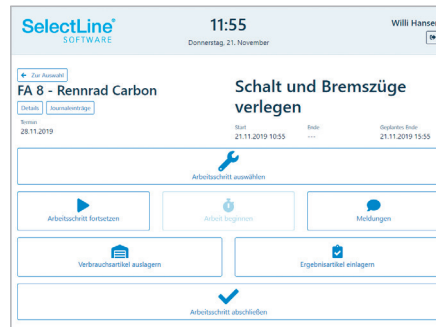 SelectLine®
SOFTWARE
11:55
Donnerstag, 21. November
Willi Hansen
Zur Auswahl
FA 8 - Rennrad Carbon
Details
Journaleinträge
Termin
28.11.2019
Schalt und Bremszüge
verlegen
Start
21.11.2019 10:55
Ende
---
Geplantes Ende
21.11.2019 15:55
Arbeitsschritt auswählen
Arbeitsschritt fortsetzen
Arbeit beginnen
Meldungen
Verbrauchsartikel auslagern
Ergebnisartikel einlagern
Arbeitsschritt abschließen